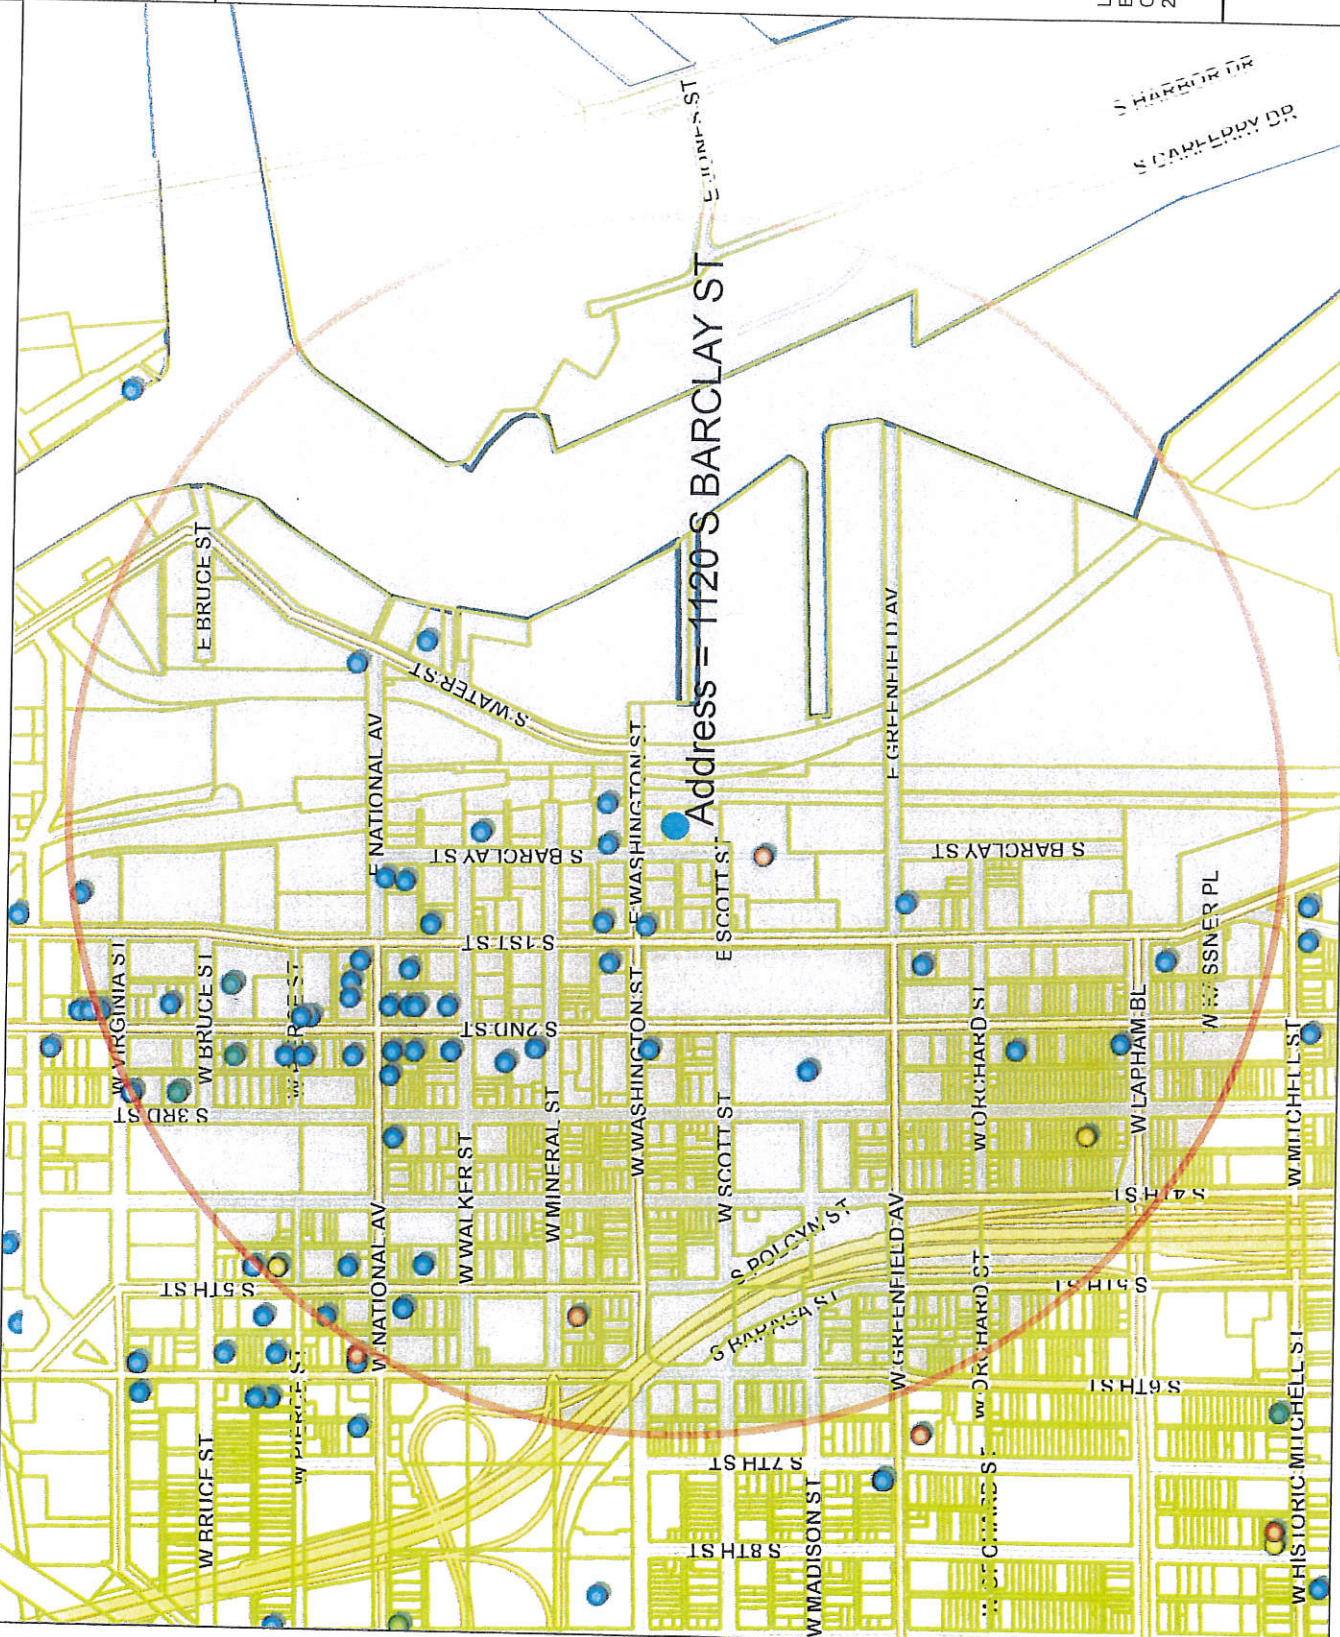 S HARBOR DR
S CARFERRY DR
E JONES ST
Address = 1120 S BARCLAY ST
E BRUCE ST
S WATER ST
E GREENFIELD AV
E NATIONAL AV
E WASHINGTON ST
S BARCLAY ST
S BARCLAY ST
E SCOTT ST
S 1ST ST
W VIRGINIA ST
W BRUCE ST
S 2ND ST
W WASHINGTON ST
W ORCHARD ST
W LAPHAM BL
W MITCHELL ST
S 3RD ST
W WALKER ST
W MINERAL ST
W SCOTT ST
S 4TH ST
W NATIONAL AV
S POLCYN ST
W GREENFIELD AV
W ORCHARD ST
S 5TH ST
S 5TH ST
W PIERCE ST
S 6TH ST
W HISTORIC MITCHELL ST
W BRUCE ST
S 7TH ST
W MADISON ST
S 8TH ST